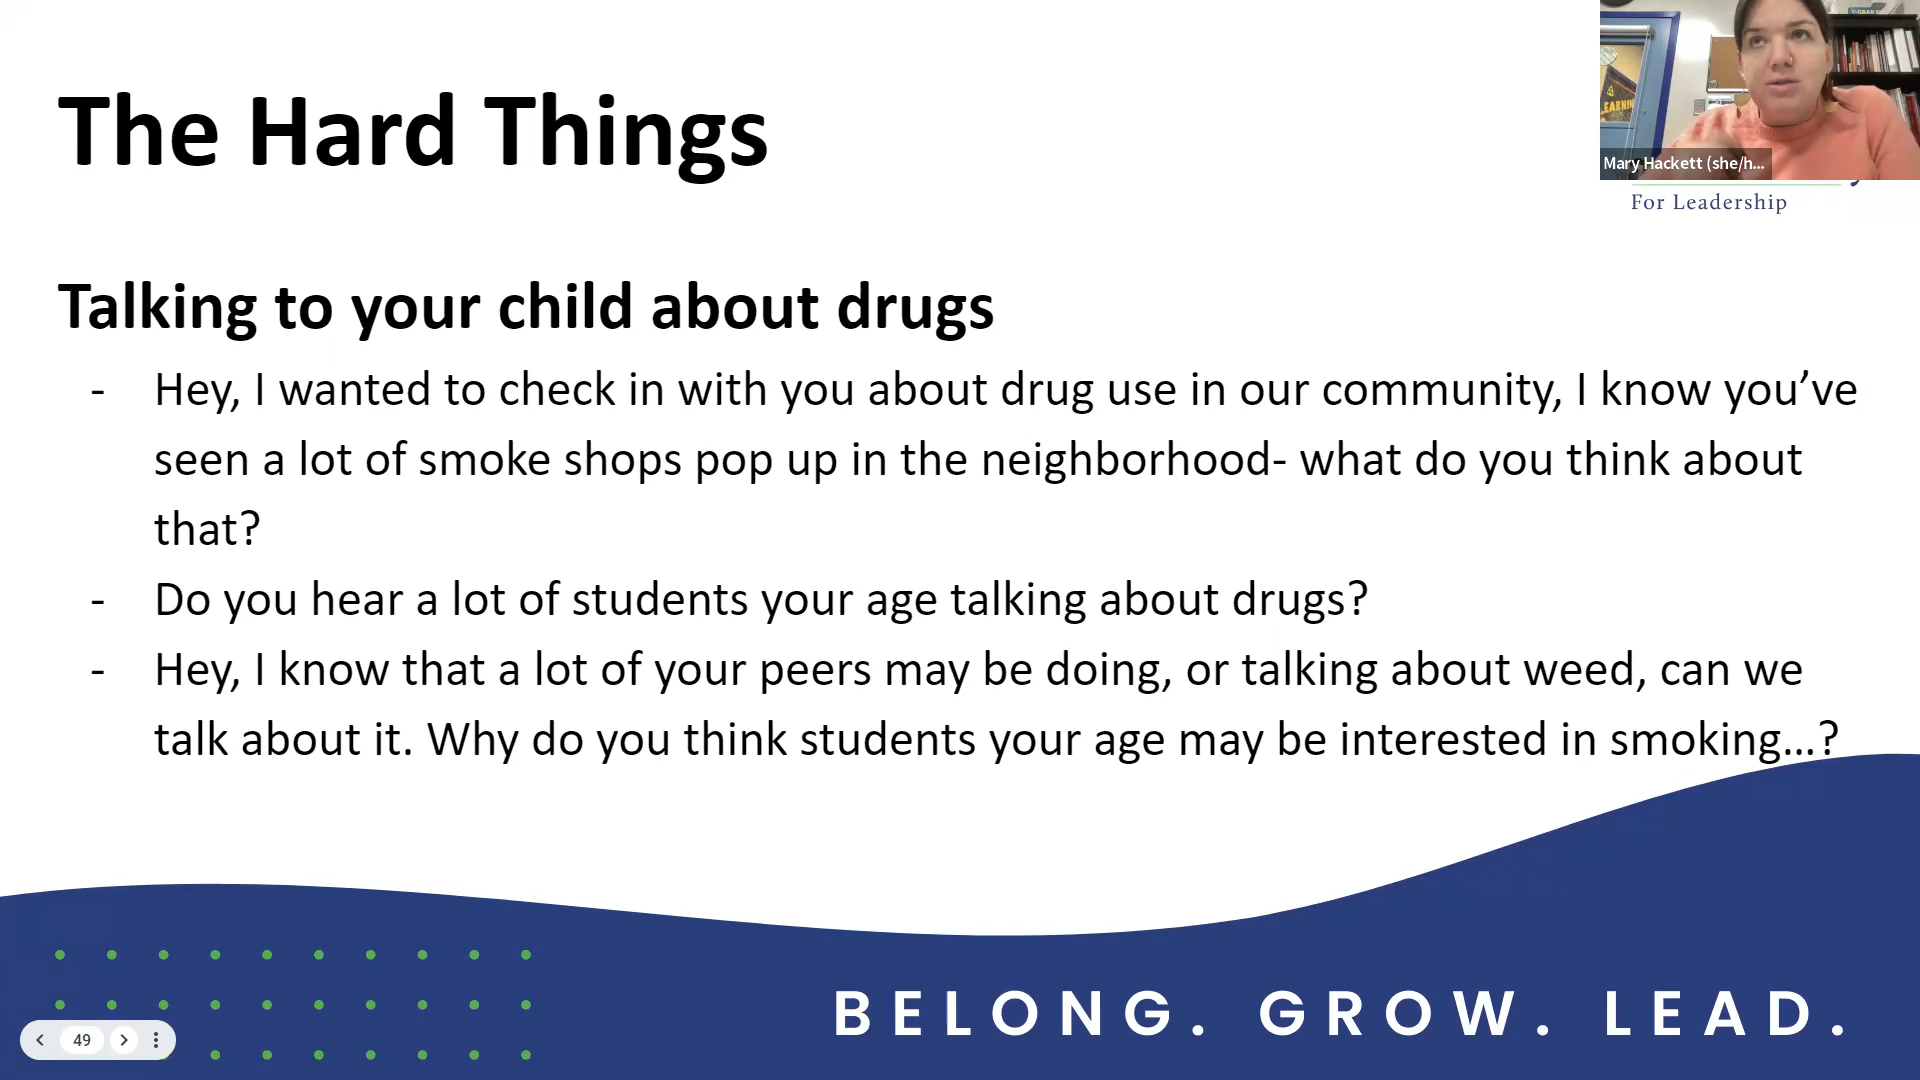 The Hard Things
LEARNIN
Mary Hackett (she/h...
For Leadership
Talking to your child about drugs
- Hey, I wanted to check in with you about drug use in our community, I know you’ve
seen a lot of smoke shops pop up in the neighborhood- what do you think about
that?
- Do you hear a lot of students your age talking about drugs?
- Hey, I know that a lot of your peers may be doing, or talking about weed, can we
talk about it. Why do you think students your age may be interested in smoking...?
BELONG. GROW. LEAD.
49